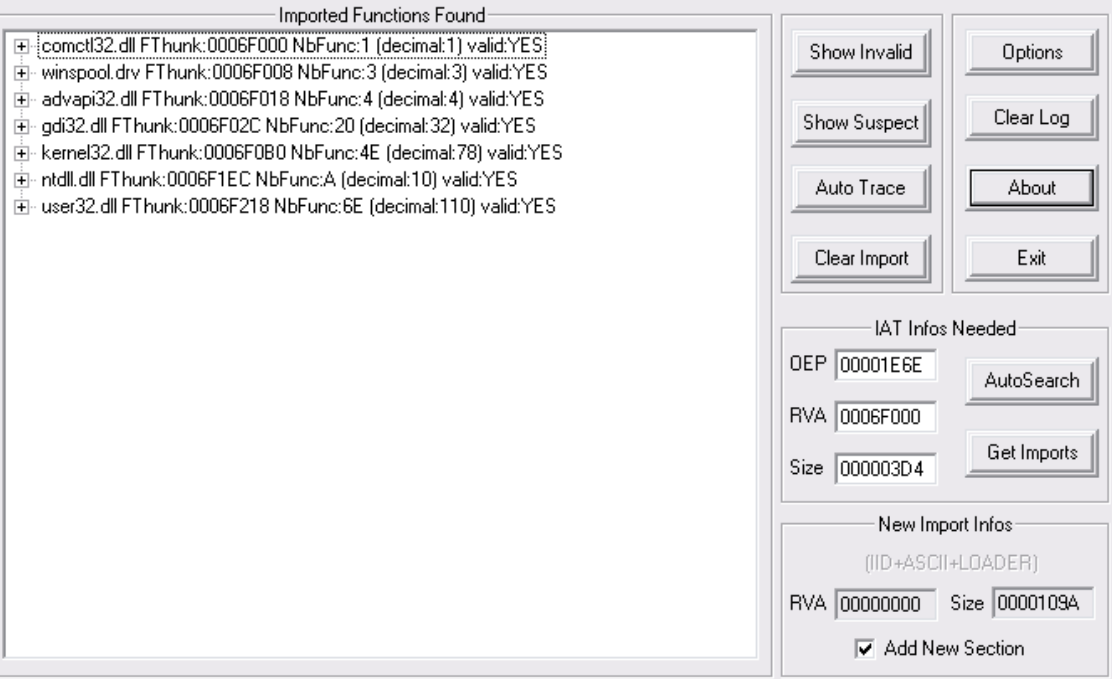 Imported Functions Found
comctl32.dll FThunk:0006F000 NbFunc:1 (decimal:1) valid:YES
winspool.drv FThunk:0006F008 NbFunc:3 (decimal:3) valid:YES
advapi32.dll FThunk:0006F018 NbFunc:4 (decimal:4) valid:YES
gdi32.dll FThunk:0006F02C NbFunc:20 (decimal:32) valid:YES
kernel32.dll FThunk:0006F0B0 NbFunc:4E (decimal:78) valid:YES
ntdll.dll FThunk:0006F1EC NbFunc:A (decimal:10) valid:YES
user32.dll FThunk:0006F218 NbFunc:6E (decimal:110) valid:YES
Show Invalid
Options
Show Suspect
Clear Log
Auto Trace
About
Clear Import
Exit
IAT Infos Needed
OEP 00001E6E
AutoSearch
RVA 0006F000
Size 000003D4
Get Imports
New Import Infos
(IID+ASCII+LOADER)
RVA 00000000 Size 0000109A
Add New Section